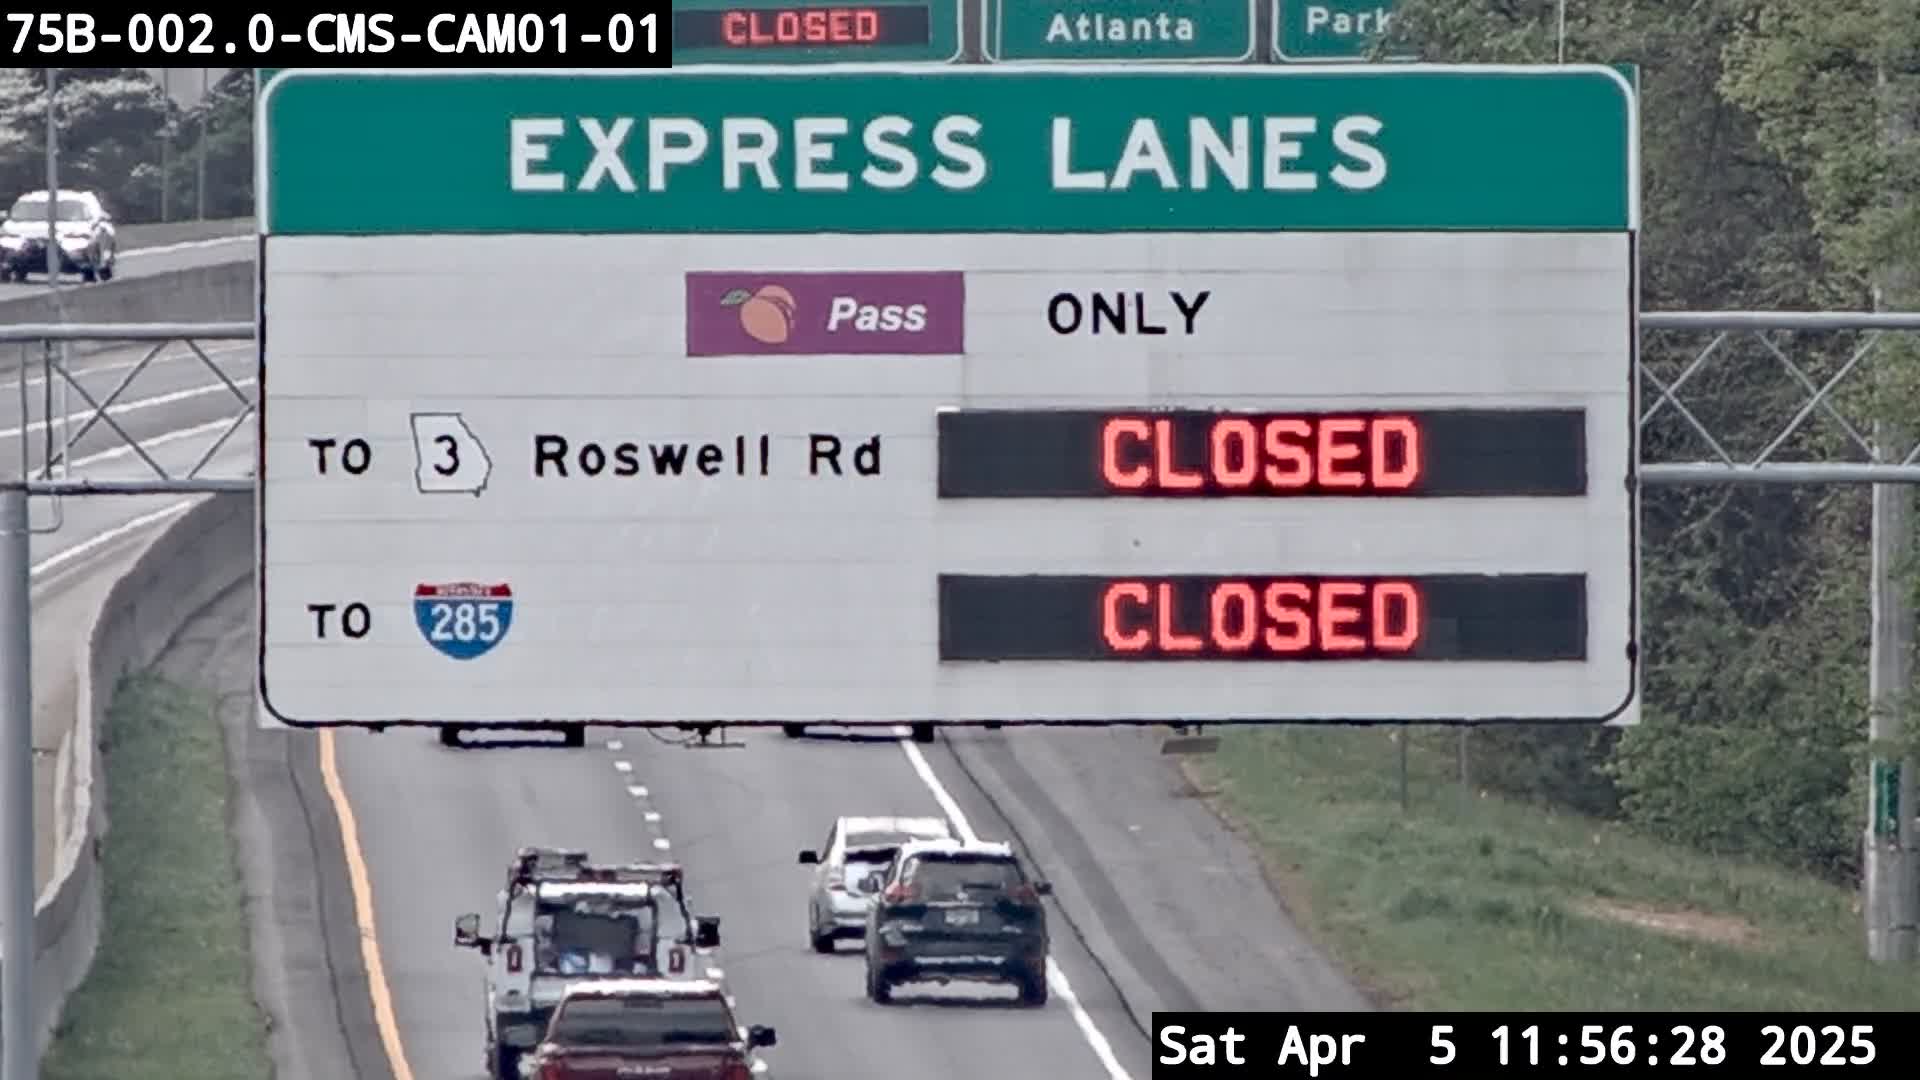 75B-002.0-CMS-CAM01-01
CLOSED
Atlanta
Park
EXPRESS LANES
Pass ONLY
TO 3 Roswell Rd CLOSED
TO 285 CLOSED
Sat Apr 5 11:56:28 2025